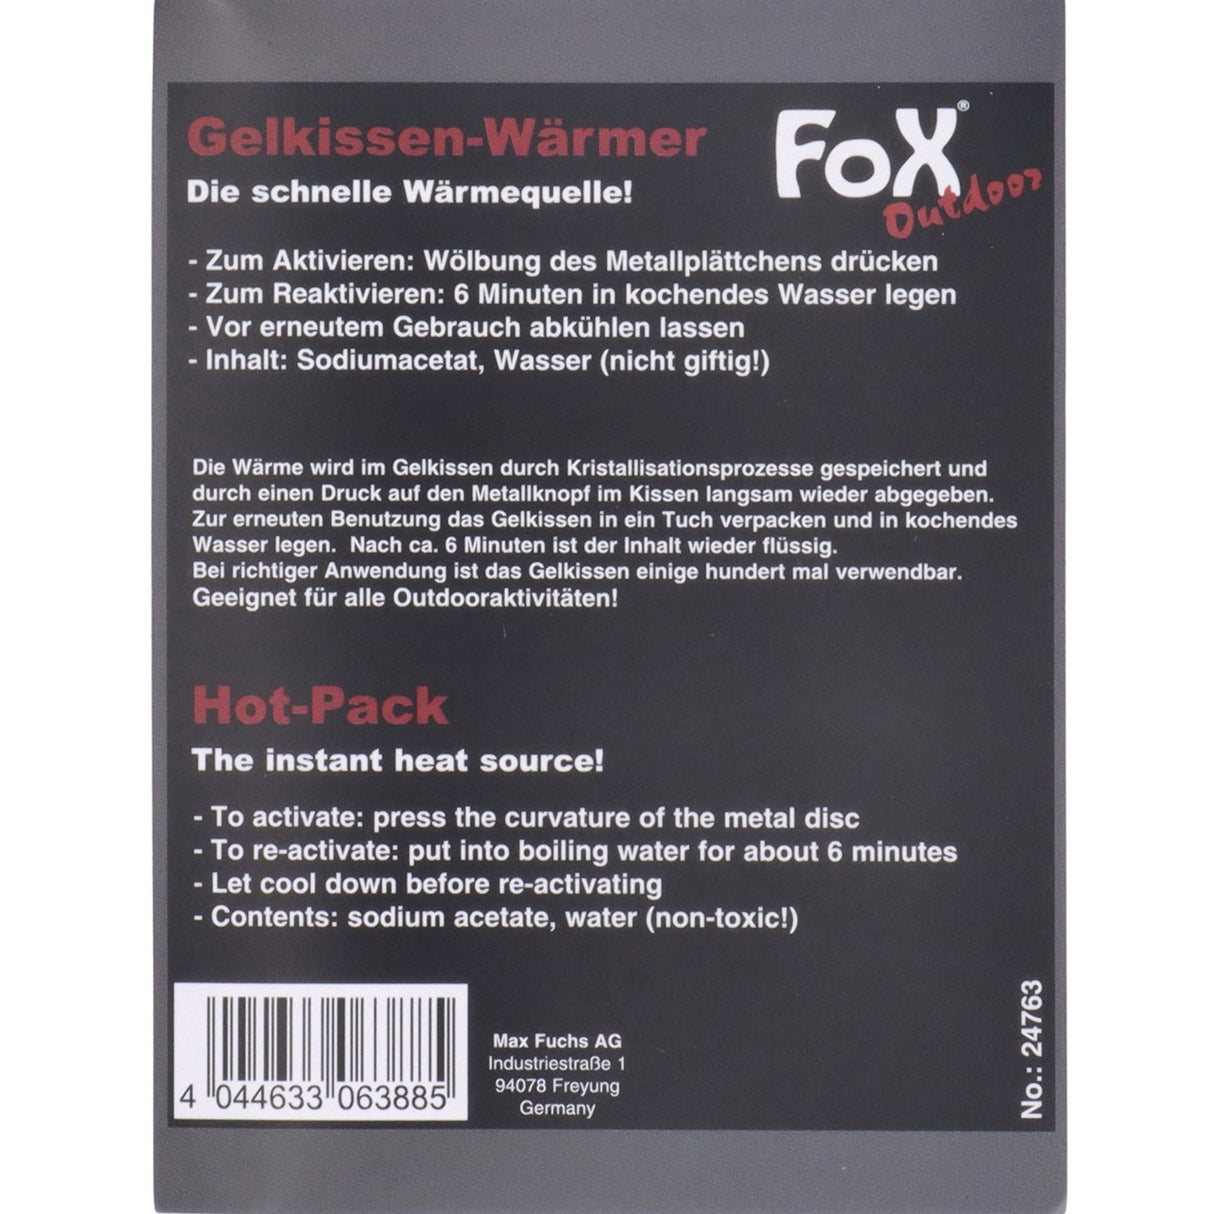 FoX®
Outdoor
Gelkissen-Wärmer
Die schnelle Wärmequelle!
- Zum Aktivieren: Wölbung des Metallplättchens drücken
- Zum Reaktivieren: 6 Minuten in kochendes Wasser legen
- Vor erneutem Gebrauch abkühlen lassen
- Inhalt: Sodiumacetat, Wasser (nicht giftig!)
Die Wärme wird im Gelkissen durch Kristallisationsprozesse gespeichert und
durch einen Druck auf den Metallknopf im Kissen langsam wieder abgegeben.
Zur erneuten Benutzung das Gelkissen in ein Tuch verpacken und in kochendes
Wasser legen. Nach ca. 6 Minuten ist der Inhalt wieder flüssig.
Bei richtiger Anwendung ist das Gelkissen einige hundert mal verwendbar.
Geeignet für alle Outdooraktivitäten!
Hot-Pack
The instant heat source!
- To activate: press the curvature of the metal disc
- To re-activate: put into boiling water for about 6 minutes
- Let cool down before re-activating
- Contents: sodium acetate, water (non-toxic!)
4 044633 063885
Max Fuchs AG
Industriestraße 1
94078 Freyung
Germany
No.: 24763